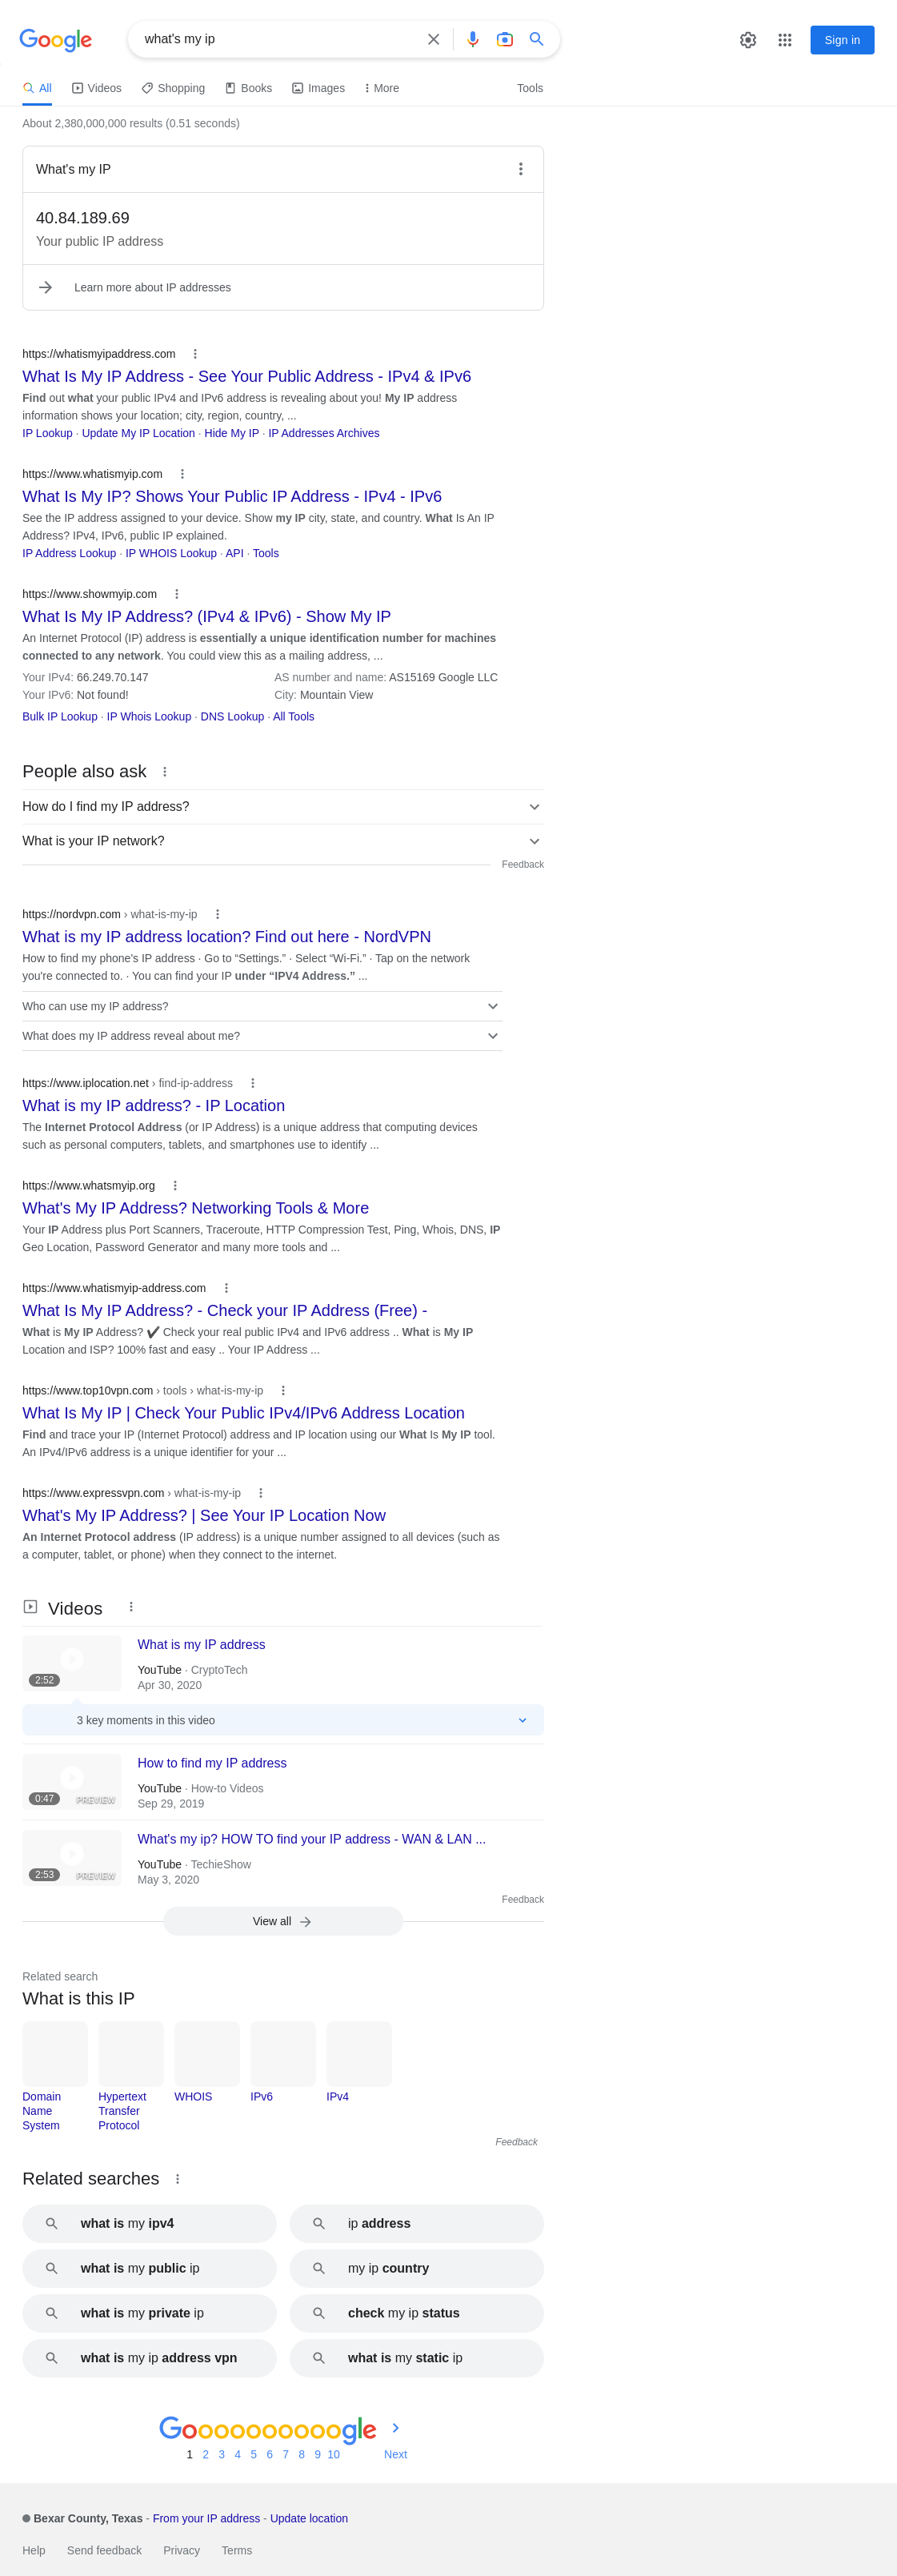 Google
what's my ip
Sign in
All
Videos
Shopping
Books
Images
More
Tools
About 2,380,000,000 results (0.51 seconds)
What's my IP
40.84.189.69
Your public IP address
Learn more about IP addresses
https://whatismyipaddress.com
What Is My IP Address - See Your Public Address - IPv4 & IPv6
Find out what your public IPv4 and IPv6 address is revealing about you! My IP address
information shows your location; city, region, country, ...
IP Lookup · Update My IP Location · Hide My IP · IP Addresses Archives
https://www.whatismyip.com
What Is My IP? Shows Your Public IP Address - IPv4 - IPv6
See the IP address assigned to your device. Show my IP city, state, and country. What Is An IP
Address? IPv4, IPv6, public IP explained.
IP Address Lookup · IP WHOIS Lookup · API · Tools
https://www.showmyip.com
What Is My IP Address? (IPv4 & IPv6) - Show My IP
An Internet Protocol (IP) address is essentially a unique identification number for machines
connected to any network. You could view this as a mailing address, ...
Your IPv4: 66.249.70.147
AS number and name: AS15169 Google LLC
Your IPv6: Not found!
City: Mountain View
Bulk IP Lookup · IP Whois Lookup · DNS Lookup · All Tools
People also ask
How do I find my IP address?
What is your IP network?
Feedback
https://nordvpn.com › what-is-my-ip
What is my IP address location? Find out here - NordVPN
How to find my phone's IP address · Go to “Settings.” · Select “Wi-Fi.” · Tap on the network
you're connected to. · You can find your IP under “IPV4 Address.” ...
Who can use my IP address?
What does my IP address reveal about me?
https://www.iplocation.net › find-ip-address
What is my IP address? - IP Location
The Internet Protocol Address (or IP Address) is a unique address that computing devices
such as personal computers, tablets, and smartphones use to identify ...
https://www.whatsmyip.org
What's My IP Address? Networking Tools & More
Your IP Address plus Port Scanners, Traceroute, HTTP Compression Test, Ping, Whois, DNS, IP
Geo Location, Password Generator and many more tools and ...
https://www.whatismyip-address.com
What Is My IP Address? - Check your IP Address (Free) -
What is My IP Address? ✔️ Check your real public IPv4 and IPv6 address .. What is My IP
Location and ISP? 100% fast and easy .. Your IP Address ...
https://www.top10vpn.com › tools › what-is-my-ip
What Is My IP | Check Your Public IPv4/IPv6 Address Location
Find and trace your IP (Internet Protocol) address and IP location using our What Is My IP tool.
An IPv4/IPv6 address is a unique identifier for your ...
https://www.expressvpn.com › what-is-my-ip
What's My IP Address? | See Your IP Location Now
An Internet Protocol address (IP address) is a unique number assigned to all devices (such as
a computer, tablet, or phone) when they connect to the internet.
Videos
2:52
What is my IP address
YouTube · CryptoTech
Apr 30, 2020
3 key moments in this video
0:47
PREVIEW
How to find my IP address
YouTube · How-to Videos
Sep 29, 2019
2:53
PREVIEW
What's my ip? HOW TO find your IP address - WAN & LAN ...
YouTube · TechieShow
May 3, 2020
Feedback
View all
Related search
What is this IP
Domain
Name
System
Hypertext
Transfer
Protocol
WHOIS
IPv6
IPv4
Feedback
Related searches
what is my ipv4
ip address
what is my public ip
my ip country
what is my private ip
check my ip status
what is my ip address vpn
what is my static ip
Goooooooooogle
1 2 3 4 5 6 7 8 9 10 Next
Bexar County, Texas - From your IP address - Update location
Help Send feedback Privacy Terms